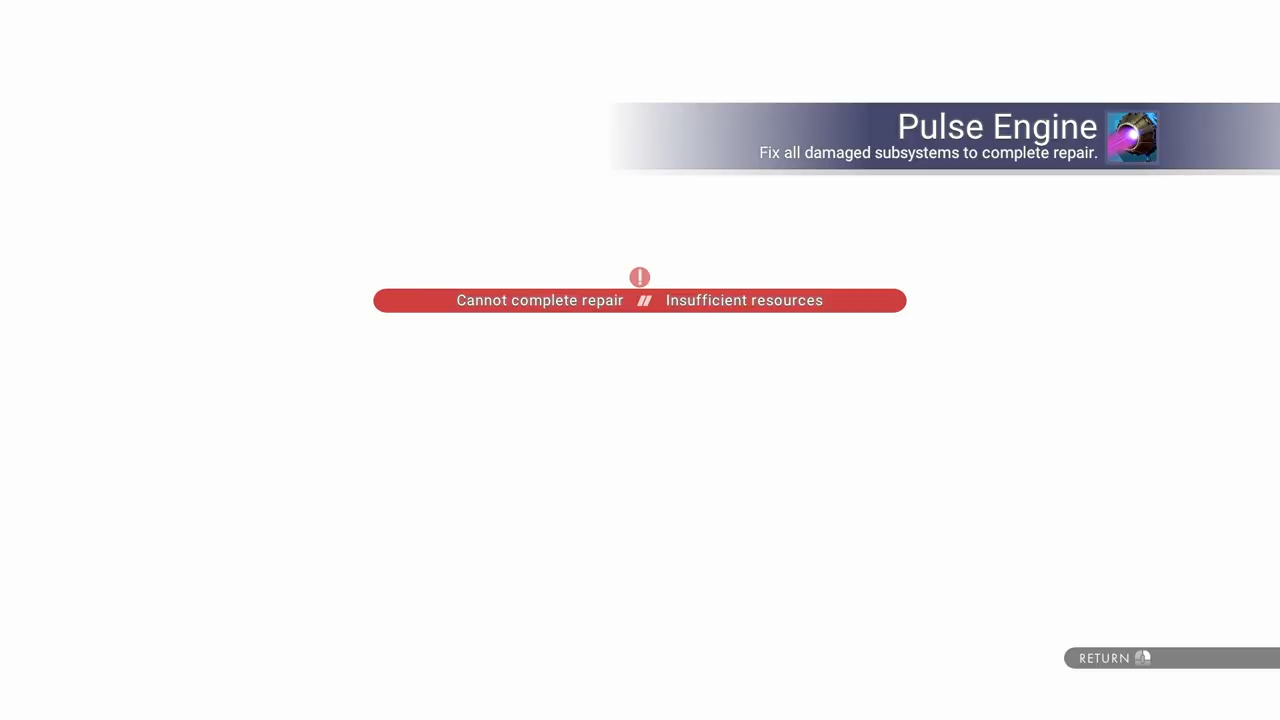 Pulse Engine
Fix all damaged subsystems to complete repair.
Cannot complete repair // Insufficient resources
RETURN